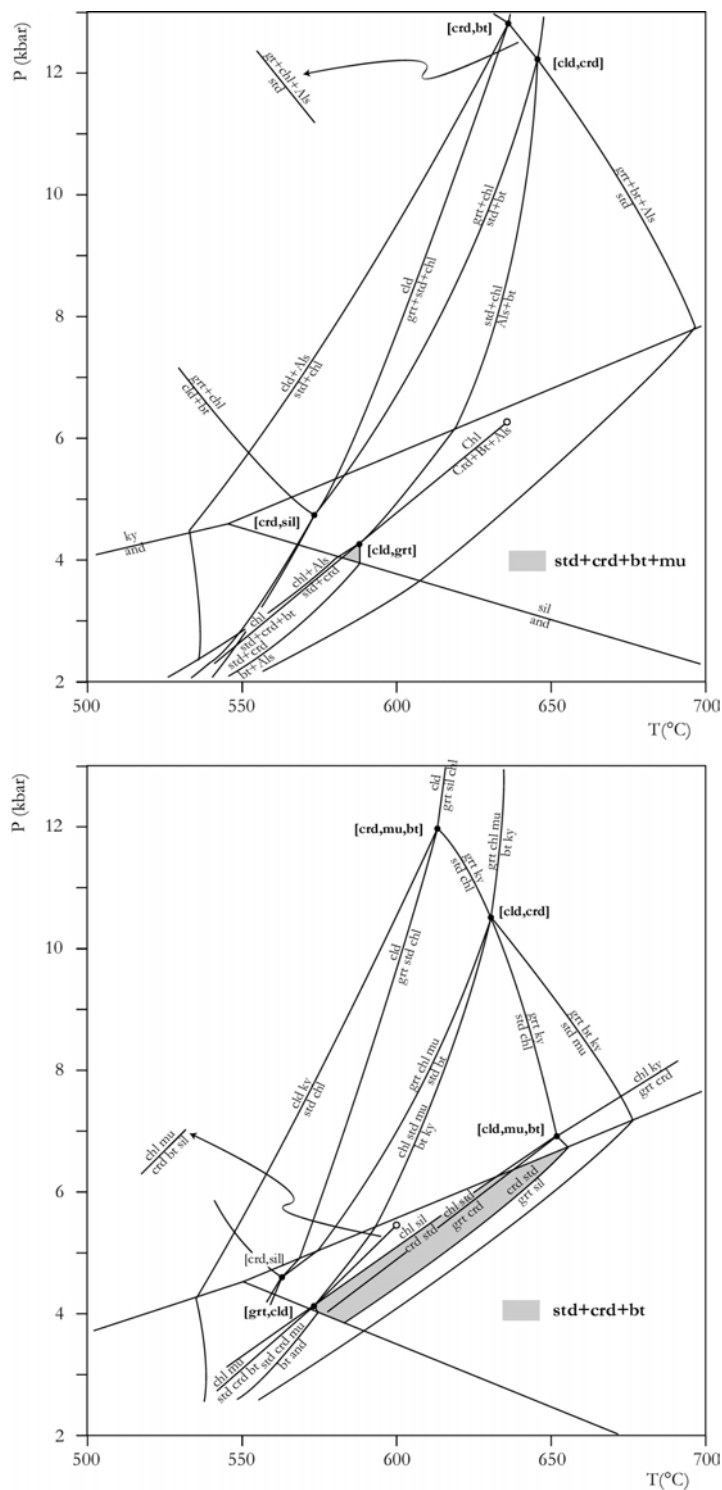 P (kbar)
12
10
8
6
4
2
500
550
600
650
700
T(°C)
[crd,bt]
[cld,crd]
gr+chl+Als
std
grt+bt+Als
std
grt+chl
std+bt
cld
grt+std+chl
std+chl
Als+bt
cld+Als
std+chl
grt+chl
cld+bt
Chl
Crd+Bt+Als
[crd,sil]
[cld,grt]
ky
and
chl+Als
std+crd
std+crd+bt+mu
sil
and
chl
std+crd+bt
std+crd
bt+Als
P (kbar)
12
10
8
6
4
2
500
550
600
650
700
T(°C)
cld
grt sil chl
[crd,mu,bt]
grt ky
std chl
grt chl mu
bt ky
[cld,crd]
cld
grt std chl
grt ky
std chl
grt bt ky
std mu
cld ky
std chl
grt chl mu
std bt
chl std mu
bt ky
chl ky
grt crd
[cld,mu,bt]
chl mu
crd bt sil
chl sil
crd std
chl std
grt crd
crd std
grt sil
[crd,sil]
[grt,cld]
std+crd+bt
chl mu
std crd bt
std crd mu
bt and